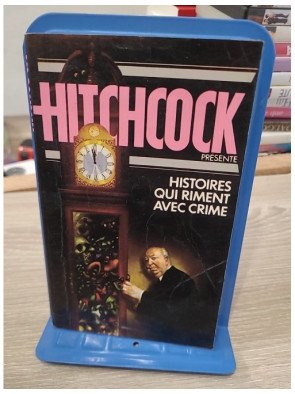 HITCHCOCK
PRÉSENTE
HISTOIRES
QUI RIMENT
AVEC CRIME